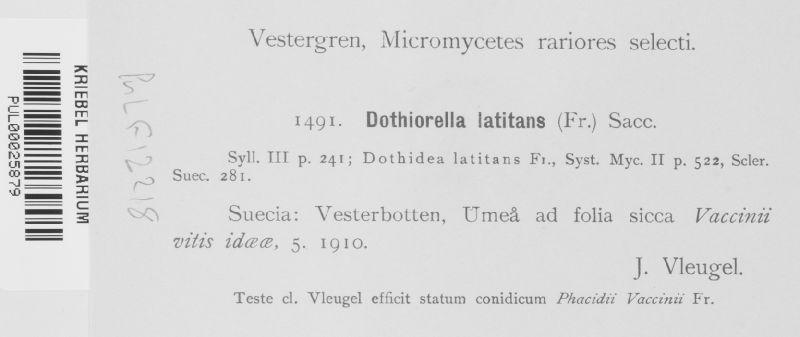 Vestergren, Micromycetes rariores selecti.
KRIEBEL HERBARIUM
PUL00025879
PUL F12218
1491. Dothiorella latitans (Fr.) Sacc.
Syll. III p. 241; Dothidea latitans Fr., Syst. Myc. II p. 522, Scler.
Suec. 281.
Suecia: Vesterbotten, Umeå ad folia sicca Vaccinii
vitis idææ, 5. 1910.
J. Vleugel.
Teste cl. Vleugel efficit statum conidicum Phacidii Vaccinii Fr.